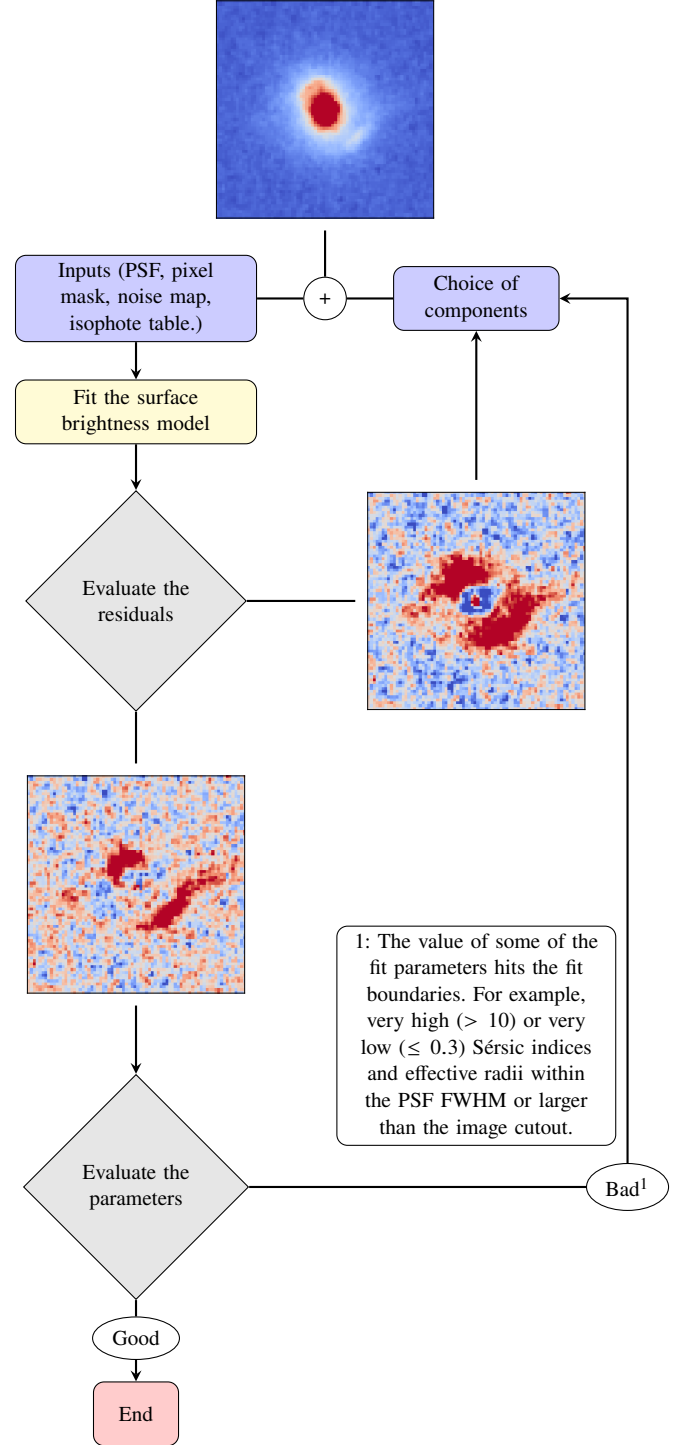 Inputs (PSF, pixel
mask, noise map,
isophote table.)
+
Choice of
components
Fit the surface
brightness model
Evaluate the
residuals
1: The value of some of the
fit parameters hits the fit
boundaries. For example,
very high (> 10) or very
low (≤ 0.3) Sérsic indices
and effective radii within
the PSF FWHM or larger
than the image cutout.
Evaluate the
parameters
Bad¹
Good
End